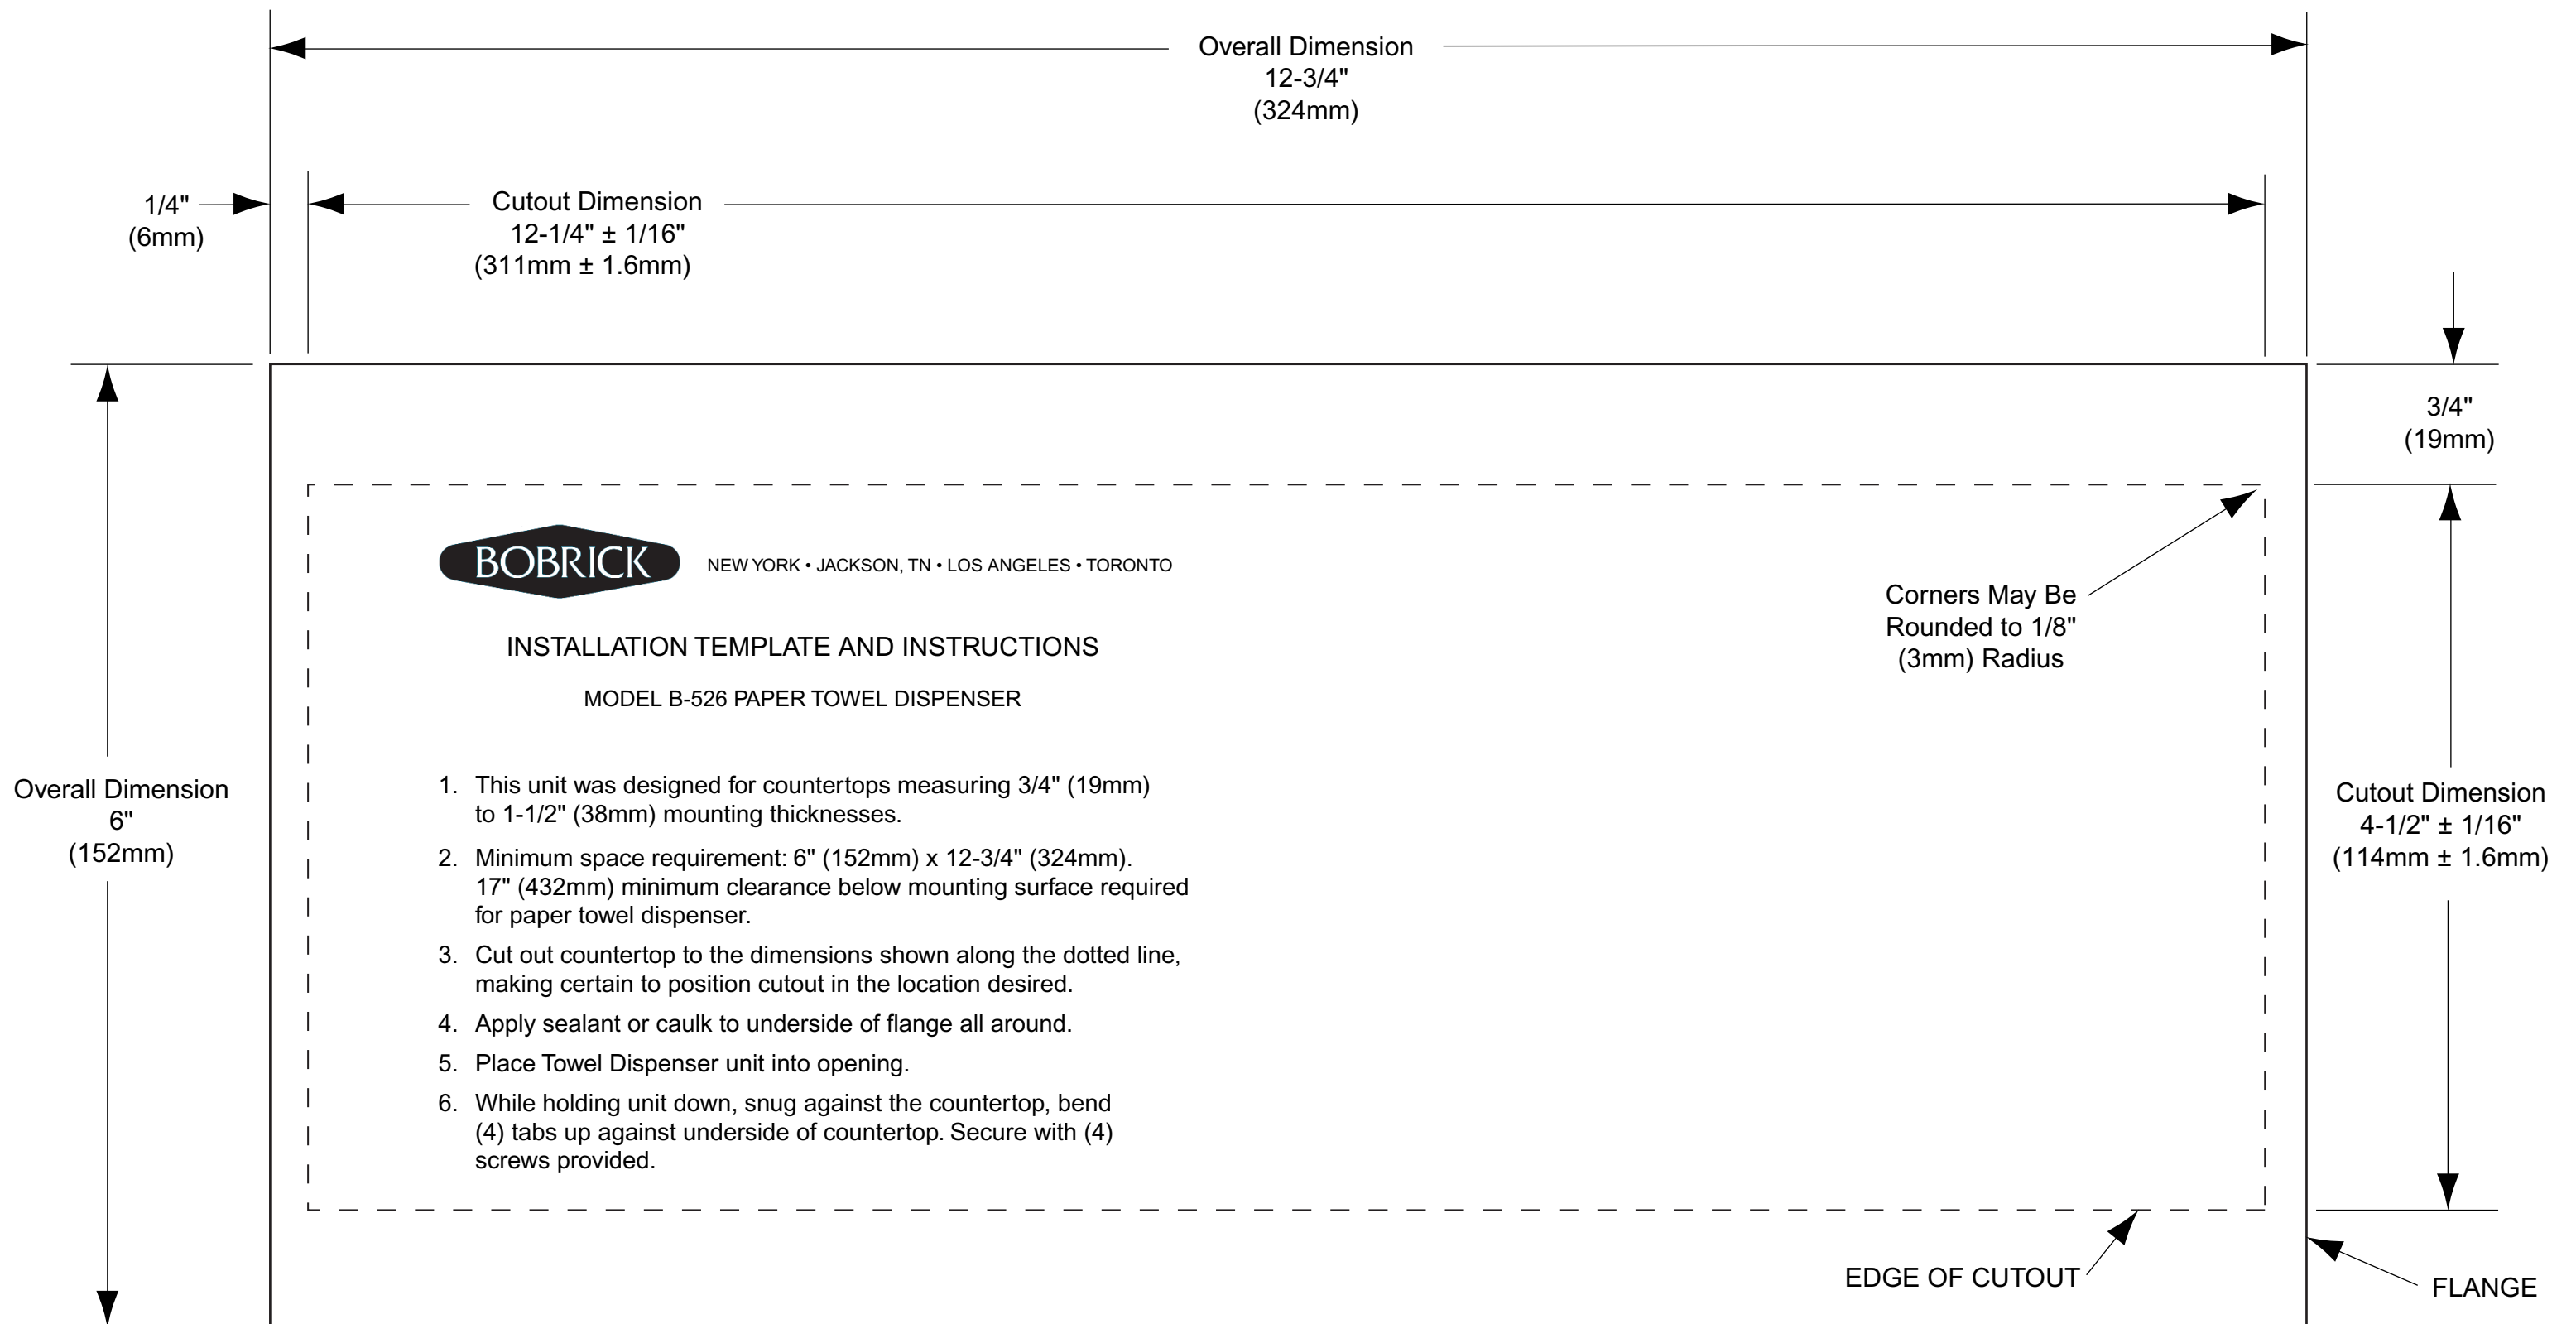 Overall Dimension
12-3/4"
(324mm)
1/4"
(6mm)
Cutout Dimension
12-1/4" ± 1/16"
(311mm ± 1.6mm)
3/4"
(19mm)
BOBRICK
NEW YORK • JACKSON, TN • LOS ANGELES • TORONTO
Corners May Be
Rounded to 1/8"
(3mm) Radius
INSTALLATION TEMPLATE AND INSTRUCTIONS
MODEL B-526 PAPER TOWEL DISPENSER
Overall Dimension
6"
(152mm)
1. This unit was designed for countertops measuring 3/4" (19mm)
to 1-1/2" (38mm) mounting thicknesses.
2. Minimum space requirement: 6" (152mm) x 12-3/4" (324mm).
17" (432mm) minimum clearance below mounting surface required
for paper towel dispenser.
3. Cut out countertop to the dimensions shown along the dotted line,
making certain to position cutout in the location desired.
4. Apply sealant or caulk to underside of flange all around.
5. Place Towel Dispenser unit into opening.
6. While holding unit down, snug against the countertop, bend
(4) tabs up against underside of countertop. Secure with (4)
screws provided.
Cutout Dimension
4-1/2" ± 1/16"
(114mm ± 1.6mm)
EDGE OF CUTOUT
FLANGE